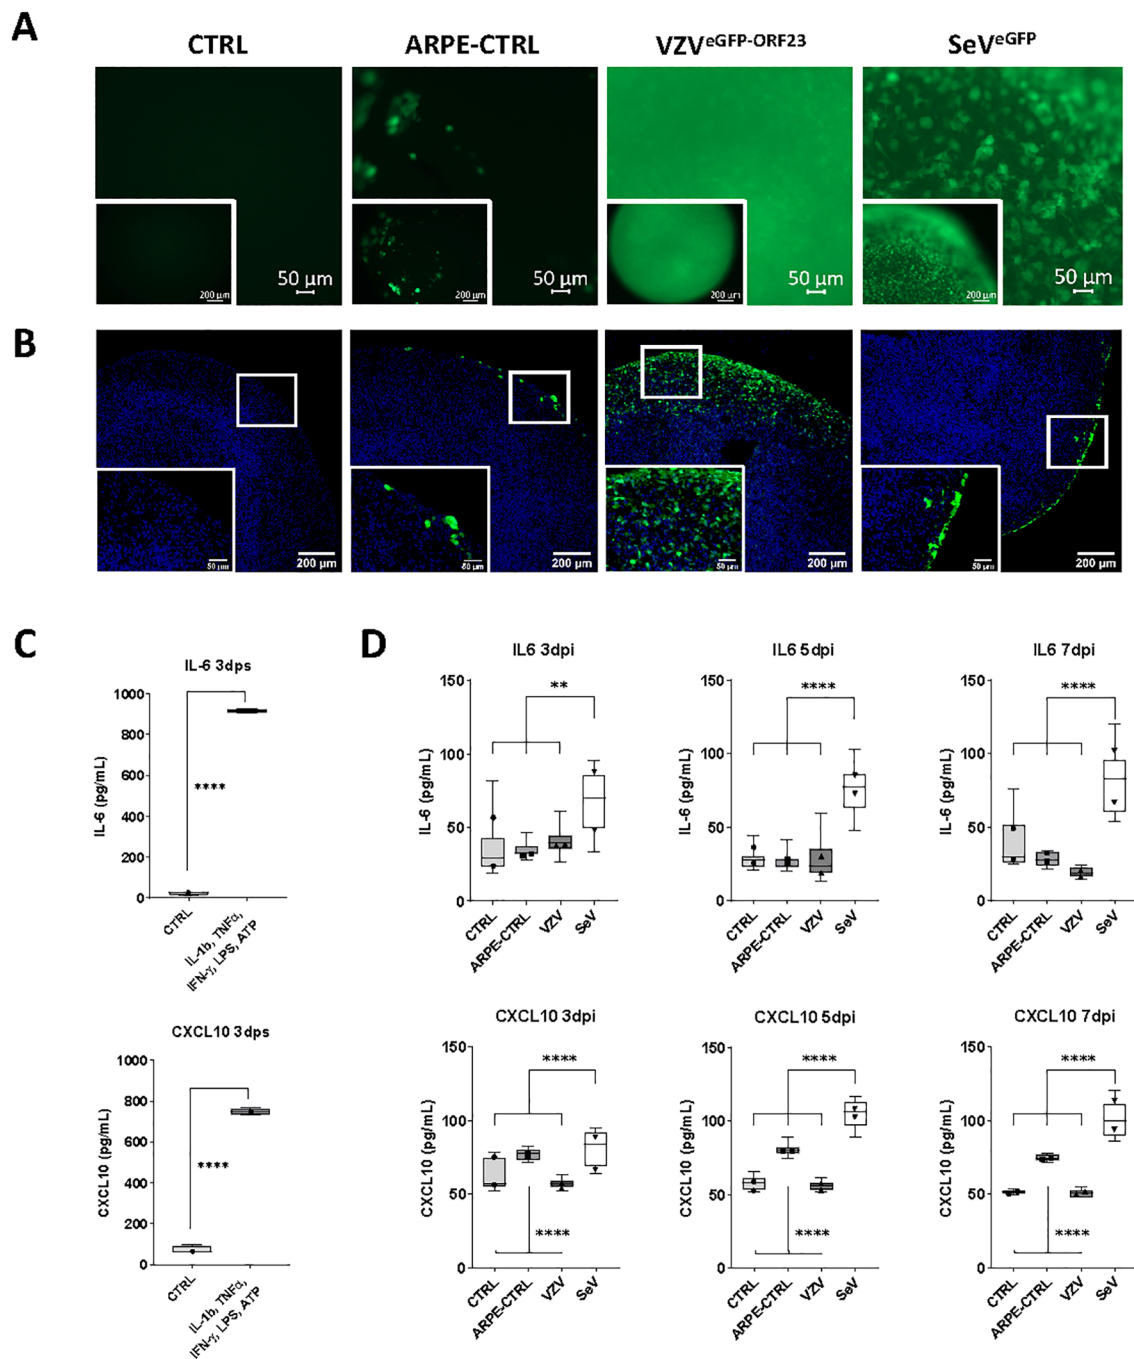 A
CTRL
ARPE-CTRL
VZVeGFP-ORF23
SeVeGFP
50 µm
200 µm
50 µm
200 µm
50 µm
200 µm
50 µm
200 µm
B
50 µm
200 µm
50 µm
200 µm
50 µm
200 µm
50 µm
200 µm
C
IL-6 3dps
IL-6 (pg/mL)
1000
800
600
400
200
0
****
CTRL
IL-1b, TNFα,
IFN-γ, LPS, ATP
CXCL10 3dps
CXCL10 (pg/mL)
1000
800
600
400
200
0
****
CTRL
IL-1b, TNFα,
IFN-γ, LPS, ATP
D
IL6 3dpi
IL-6 (pg/mL)
150
100
50
0
**
CTRL
ARPE-CTRL
VZV
SeV
IL6 5dpi
IL-6 (pg/mL)
150
100
50
0
****
CTRL
ARPE-CTRL
VZV
SeV
IL6 7dpi
IL-6 (pg/mL)
150
100
50
0
****
CTRL
ARPE-CTRL
VZV
SeV
CXCL10 3dpi
CXCL10 (pg/mL)
150
100
50
0
****
****
CTRL
ARPE-CTRL
VZV
SeV
CXCL10 5dpi
CXCL10 (pg/mL)
150
100
50
0
****
****
CTRL
ARPE-CTRL
VZV
SeV
CXCL10 7dpi
CXCL10 (pg/mL)
150
100
50
0
****
****
CTRL
ARPE-CTRL
VZV
SeV